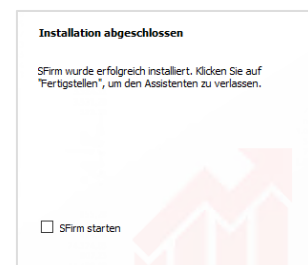 Installation abgeschlossen
SFirm wurde erfolgreich installiert. Klicken Sie auf
"Fertigstellen", um den Assistenten zu verlassen.
SFirm starten